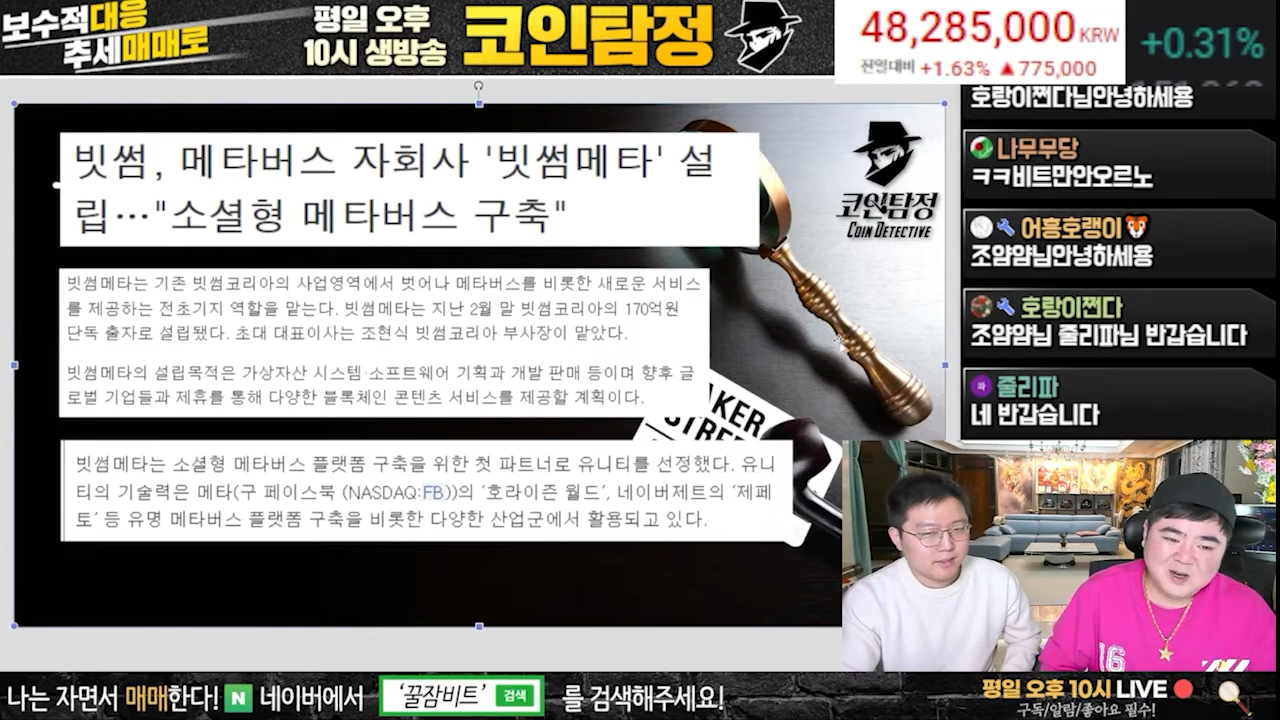 보수적대응
추세매매로
평일 오후
10시 생방송
코인탐정
48,285,000 KRW
전일대비 +1.63% ▲775,000
+0.31%
호랑이쩐다님안녕하세용
나무무당
ㅋㅋ비트만안오르노
어흥호랭이🐯
조얌얌님안녕하세용
호랑이쩐다
조얌얌님 줄리파님 반갑습니다
파 줄리파
네 반갑습니다
빗썸, 메타버스 자회사 '빗썸메타' 설
립…"소셜형 메타버스 구축"
코인탐정
COIN DETECTIVE
빗썸메타는 기존 빗썸코리아의 사업영역에서 벗어나 메타버스를 비롯한 새로운 서비스
를 제공하는 전초기지 역할을 맡는다. 빗썸메타는 지난 2월 말 빗썸코리아의 170억원
단독 출자로 설립됐다. 초대 대표이사는 조현식 빗썸코리아 부사장이 맡았다.
빗썸메타의 설립목적은 가상자산 시스템·소프트웨어 기획과 개발 판매 등이며 향후 글
로벌 기업들과 제휴를 통해 다양한 블록체인 콘텐츠 서비스를 제공할 계획이다.
빗썸메타는 소셜형 메타버스 플랫폼 구축을 위한 첫 파트너로 유니티를 선정했다. 유니
티의 기술력은 메타(구 페이스북 (NASDAQ:FB))의 ‘호라이즌 월드’, 네이버제트의 ‘제페
토’ 등 유명 메타버스 플랫폼 구축을 비롯한 다양한 산업군에서 활용되고 있다.
16
나는 자면서 매매한다! N 네이버에서 ‘꿀잠비트’ 검색 를 검색해주세요!
평일 오후 10시 LIVE
구독/알람/좋아요 필수!